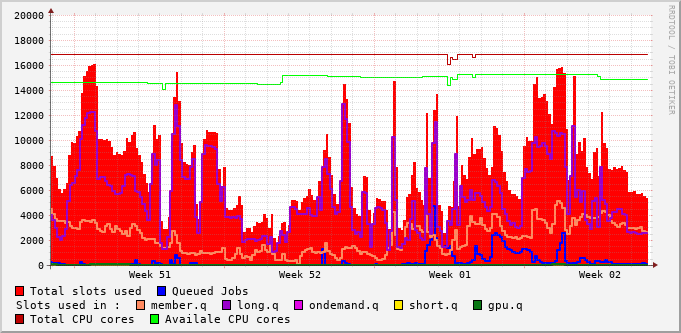 RRDTOOL / TOBI OETIKER
20000
18000
16000
14000
12000
10000
8000
6000
4000
2000
0
Week 51 Week 52 Week 01 Week 02
Total slots used Queued Jobs
Slots used in : member.q long.q ondemand.q short.q gpu.q
Total CPU cores Availale CPU cores